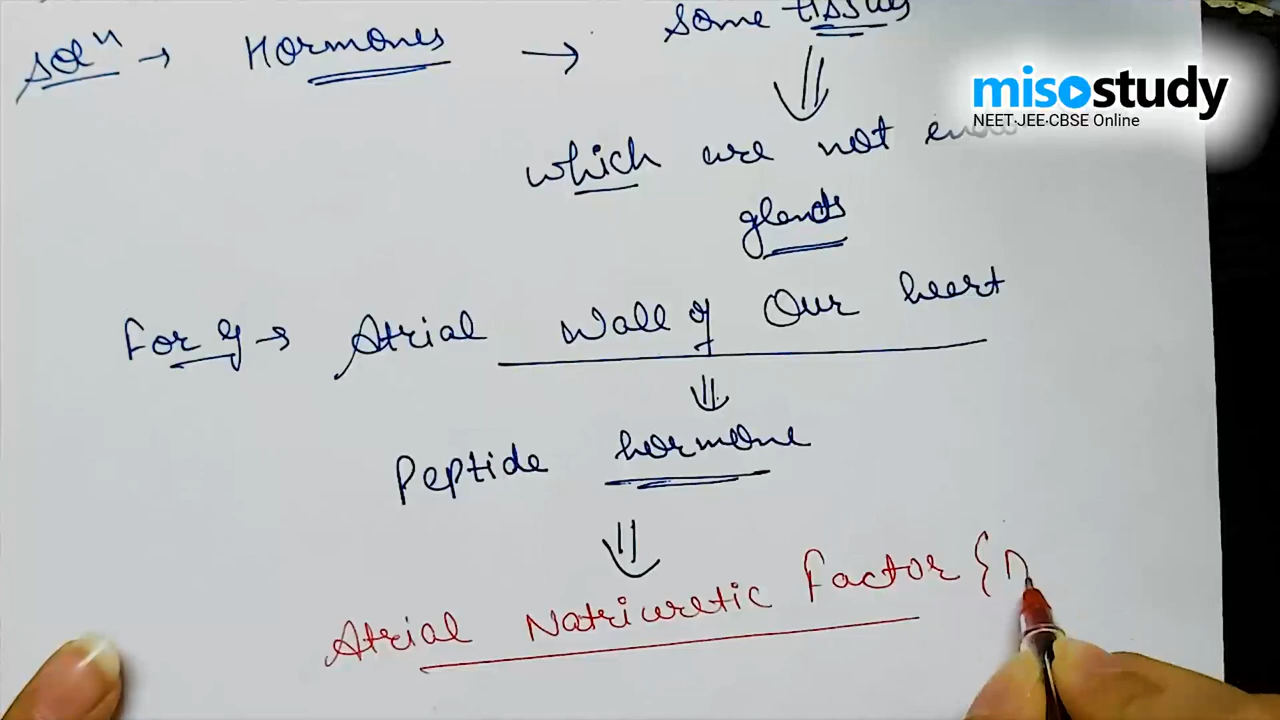 Solⁿ → Hormones → Some tissues
misostudy
NEET·JEE·CBSE Online
which are not
glands
For eg → Atrial Wall of Our heart
Peptide hormone
Atrial Natriuretic Factor {